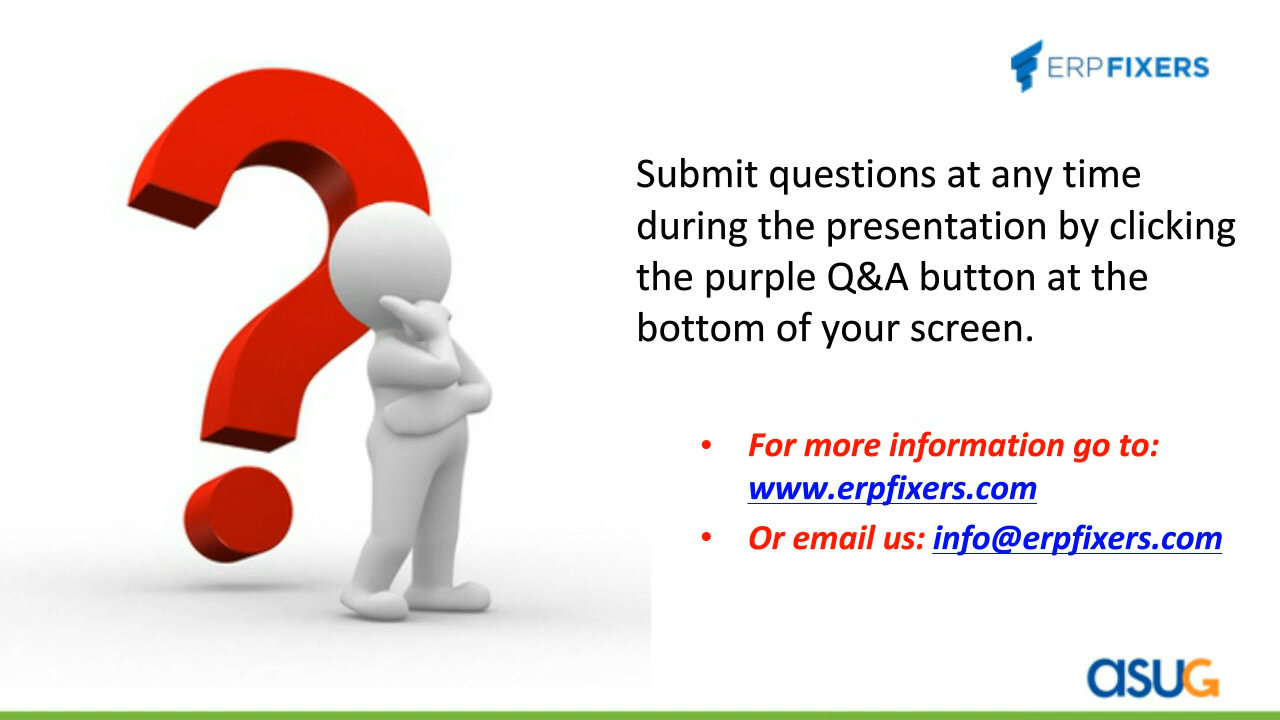 ERPFIXERS
Submit questions at any time
during the presentation by clicking
the purple Q&A button at the
bottom of your screen.
• For more information go to:
www.erpfixers.com
• Or email us: info@erpfixers.com
asuG